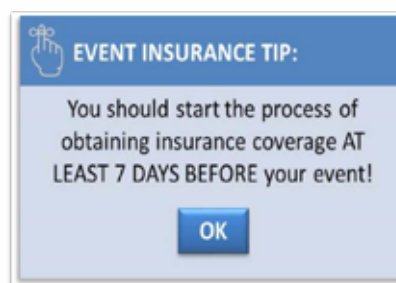 EVENT INSURANCE TIP:
You should start the process of
obtaining insurance coverage AT
LEAST 7 DAYS BEFORE your event!
OK